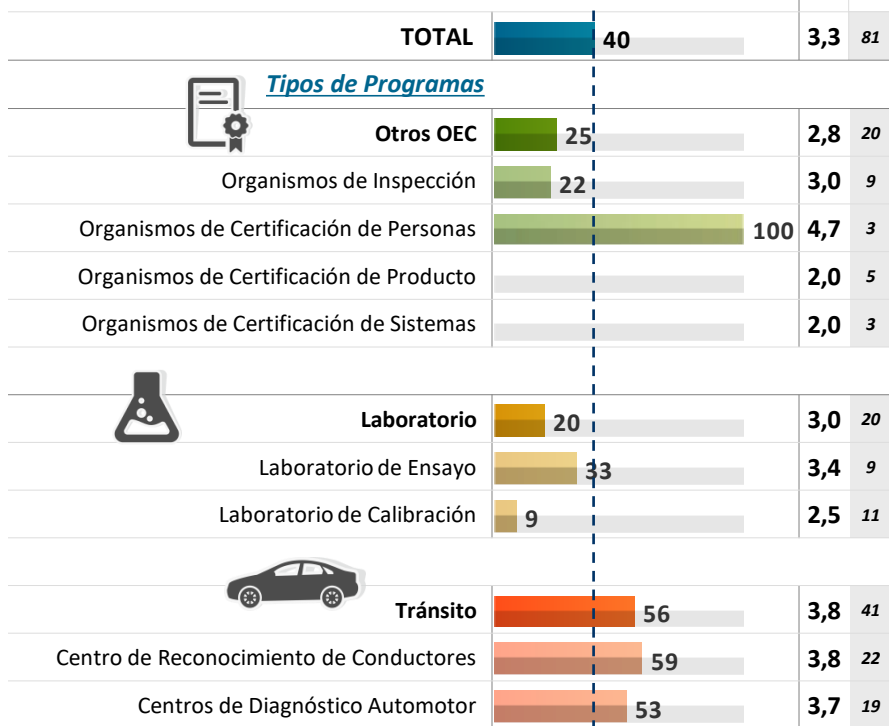 TOTAL 40 3,3 81
Tipos de Programas
Otros OEC 25 2,8 20
Organismos de Inspección 22 3,0 9
Organismos de Certificación de Personas 100 4,7 3
Organismos de Certificación de Producto 2,0 5
Organismos de Certificación de Sistemas 2,0 3
Laboratorio 20 3,0 20
Laboratorio de Ensayo 33 3,4 9
Laboratorio de Calibración 9 2,5 11
Tránsito 56 3,8 41
Centro de Reconocimiento de Conductores 59 3,8 22
Centros de Diagnóstico Automotor 53 3,7 19